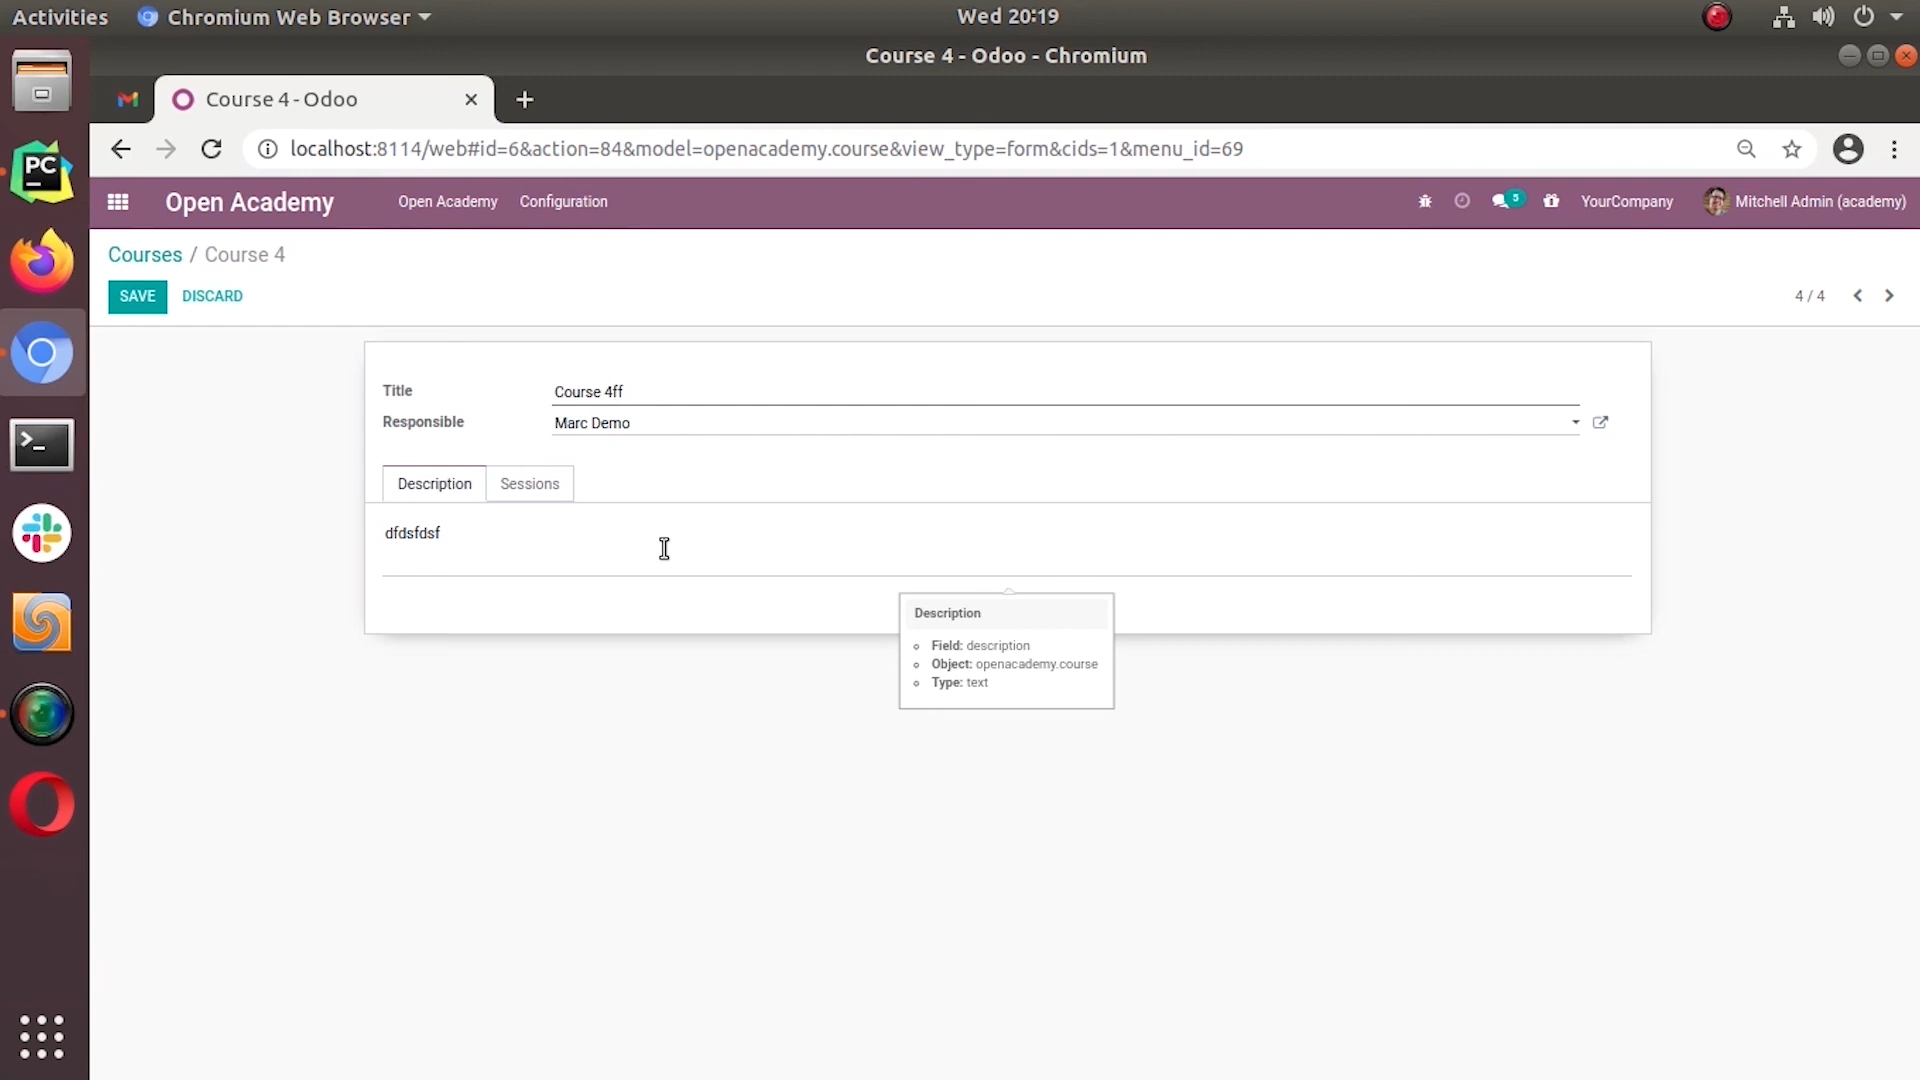 Activities
Chromium Web Browser
Wed 20:19
Course 4 - Odoo - Chromium
Course 4 - Odoo
localhost:8114/web#id=6&action=84&model=openacademy.course&view_type=form&cids=1&menu_id=69
Open Academy
Open Academy
Configuration
5
YourCompany
Mitchell Admin (academy)
Courses / Course 4
SAVE
DISCARD
4 / 4
Title
Course 4ff
Responsible
Marc Demo
Description
Sessions
dfdsfdsf
Description
Field: description
Object: openacademy.course
Type: text
PC